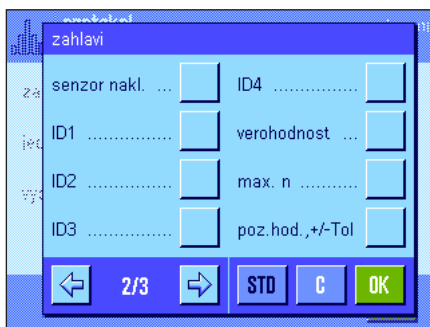 protokol
zahlavi
senzor nakl. ...
ID4 ...............
ID1 ...............
verohodnost ...
ID2 ...............
max. n ..........
ID3 ...............
poz.hod.,+/-Tol
2/3
STD
C
OK